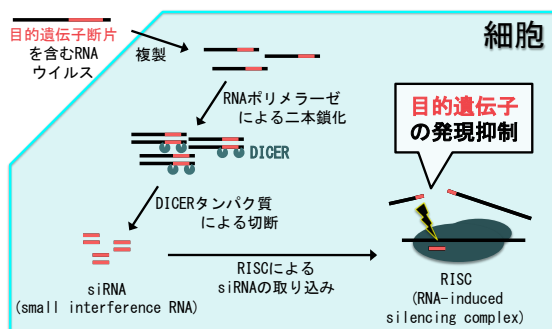 目的遺伝子断片
を含むRNA
ウイルス
複製
細胞
RNAポリメラーゼ
による二本鎖化
DICER
目的遺伝子
の発現抑制
DICERタンパク質
による切断
siRNA
(small interference RNA)
RISCによる
siRNAの取り込み
RISC
(RNA-induced
silencing complex)